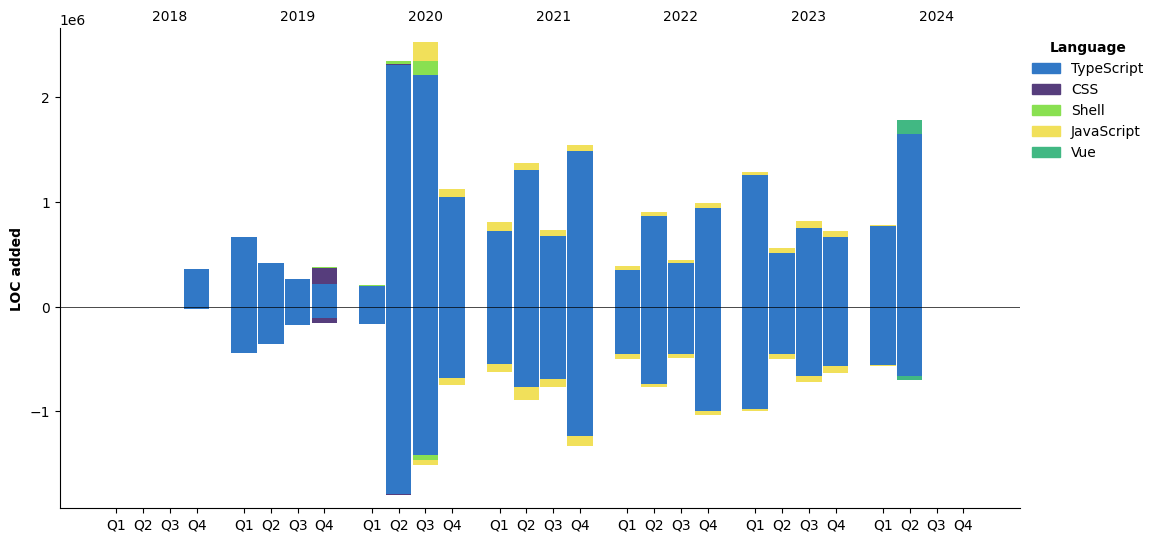 2018 2019 2020 2021 2022 2023 2024
1e6
Language
TypeScript
CSS
Shell
JavaScript
Vue
LOC added
2
1
0
−1
Q1 Q2 Q3 Q4 Q1 Q2 Q3 Q4 Q1 Q2 Q3 Q4 Q1 Q2 Q3 Q4 Q1 Q2 Q3 Q4 Q1 Q2 Q3 Q4 Q1 Q2 Q3 Q4